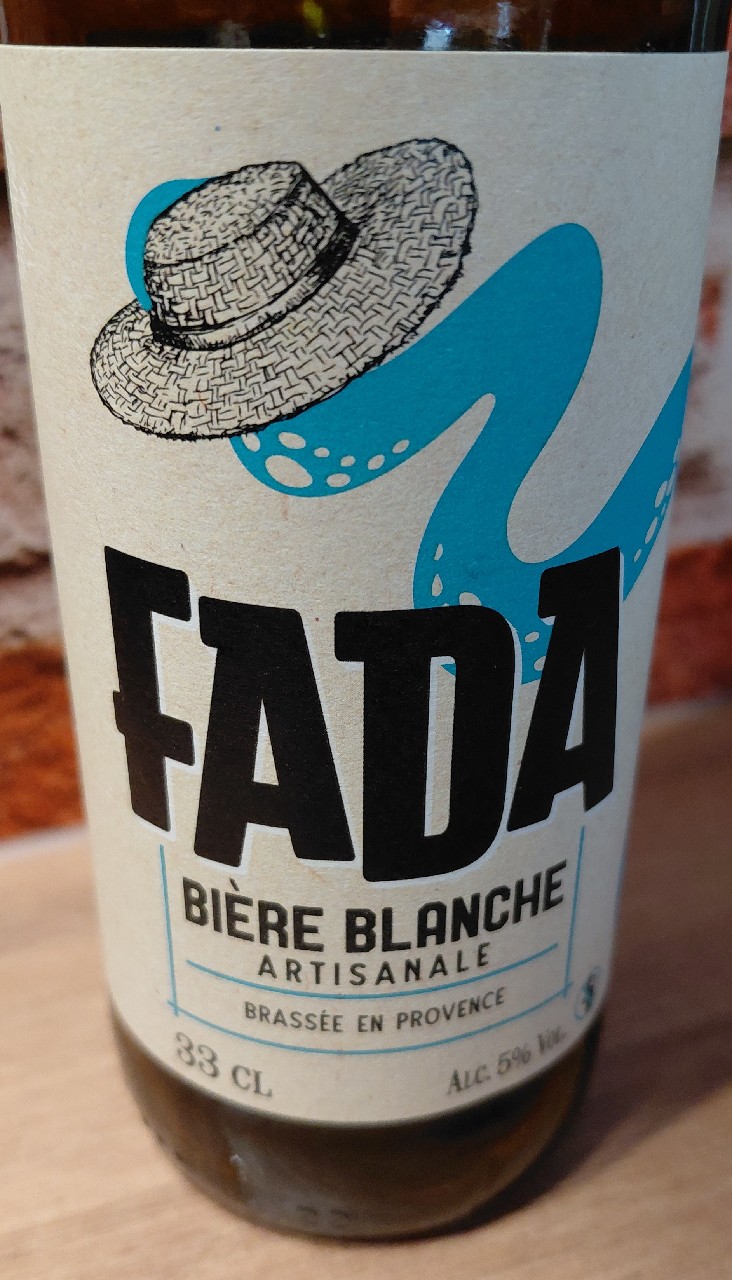 FADA
BIÈRE BLANCHE
ARTISANALE
BRASSÉE EN PROVENCE
33 CL
ALC. 5% VOL.